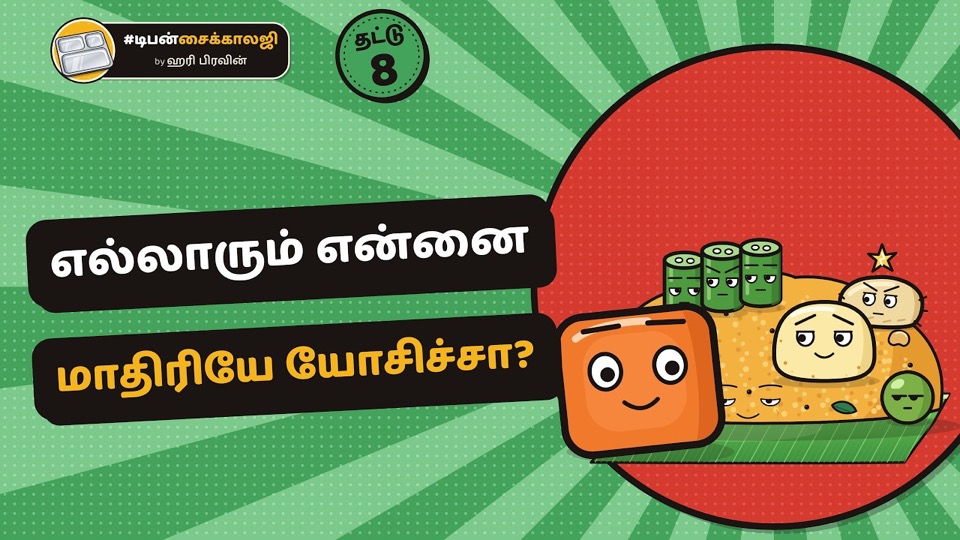 #டிபன்சைக்காலஜி
by ஹரி பிரவின்
தட்டு
8
எல்லாரும் என்னை
மாதிரியே யோசிச்சா?